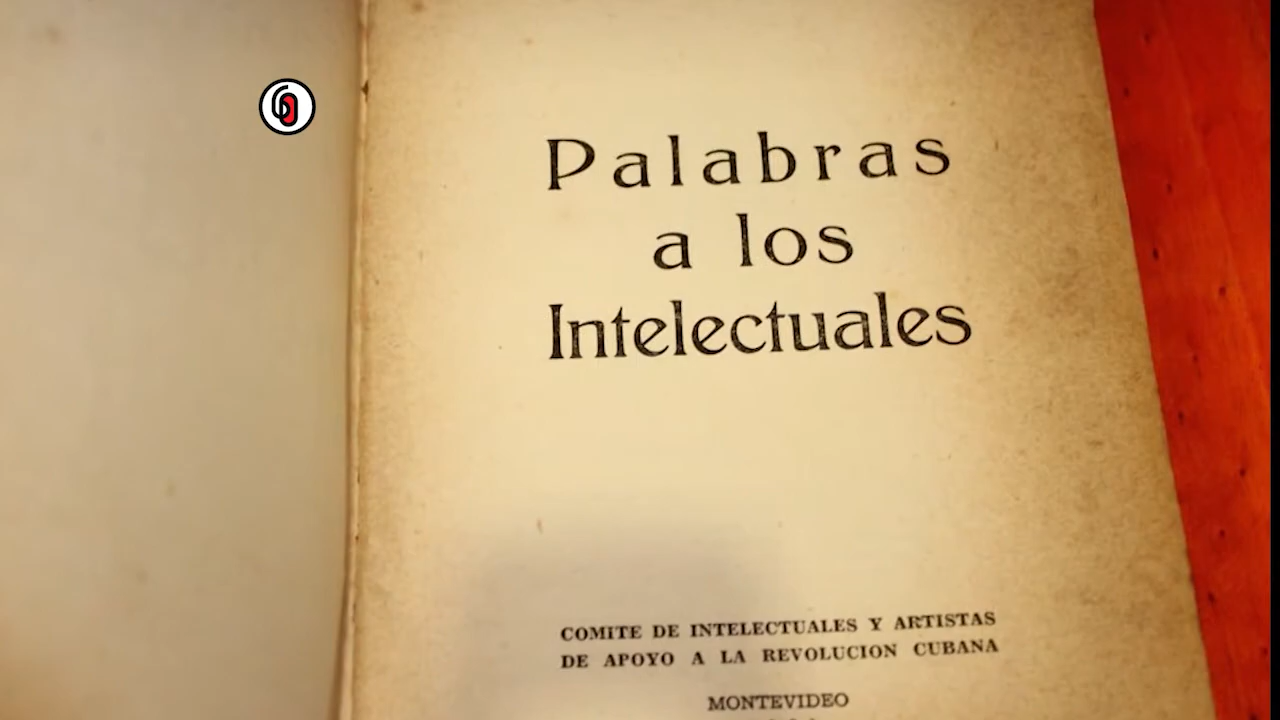 Palabras
a los
Intelectuales
COMITE DE INTELECTUALES Y ARTISTAS
DE APOYO A LA REVOLUCION CUBANA
MONTEVIDEO